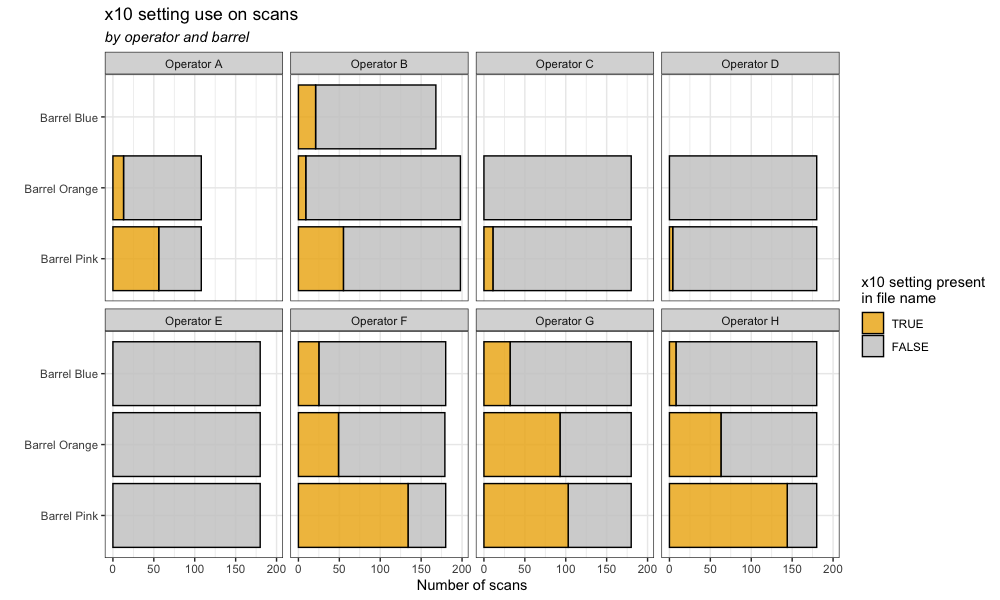 x10 setting use on scans
by operator and barrel
Operator A
Operator B
Operator C
Operator D
Barrel Blue
Barrel Orange
Barrel Pink
Operator E
Operator F
Operator G
Operator H
Barrel Blue
Barrel Orange
Barrel Pink
0 50 100 150 200
0 50 100 150 200
0 50 100 150 200
0 50 100 150 200
Number of scans
x10 setting present
in file name
TRUE
FALSE